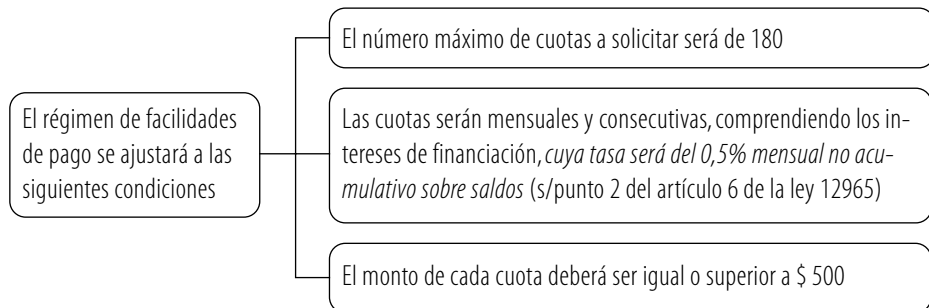 El régimen de facilidades
de pago se ajustará a las
siguientes condiciones
El número máximo de cuotas a solicitar será de 180
Las cuotas serán mensuales y consecutivas, comprendiendo los in-
tereses de financiación, cuya tasa será del 0,5% mensual no acu-
mulativo sobre saldos (s/punto 2 del artículo 6 de la ley 12965)
El monto de cada cuota deberá ser igual o superior a $ 500